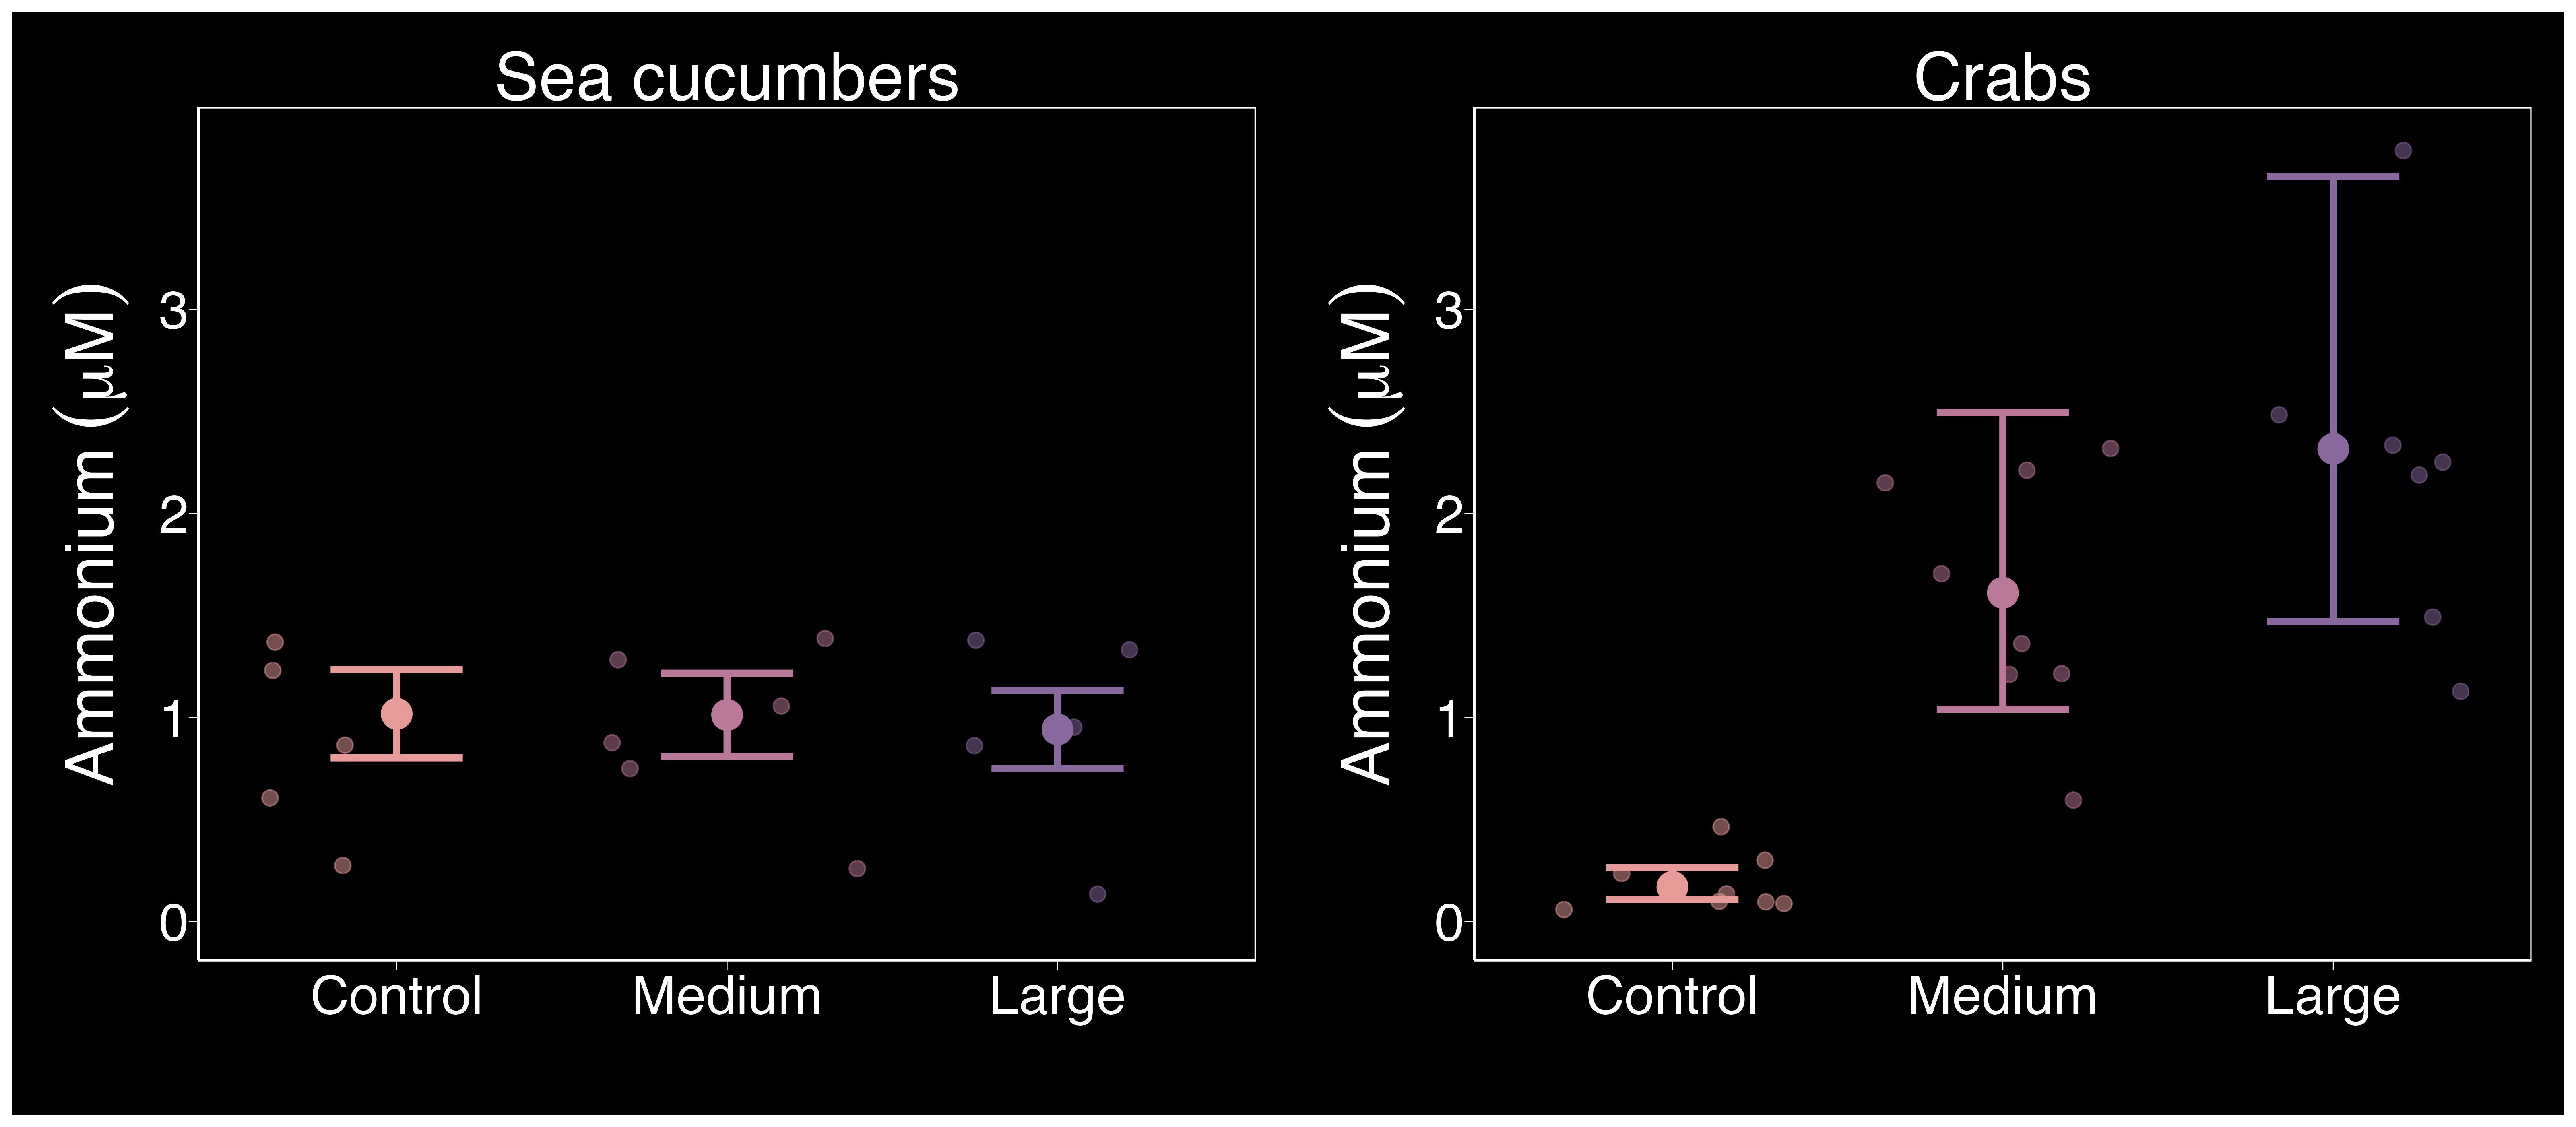 Sea cucumbers
Ammonium (μM)
3
2
1
0
Control Medium Large
Crabs
Ammonium (μM)
3
2
1
0
Control Medium Large